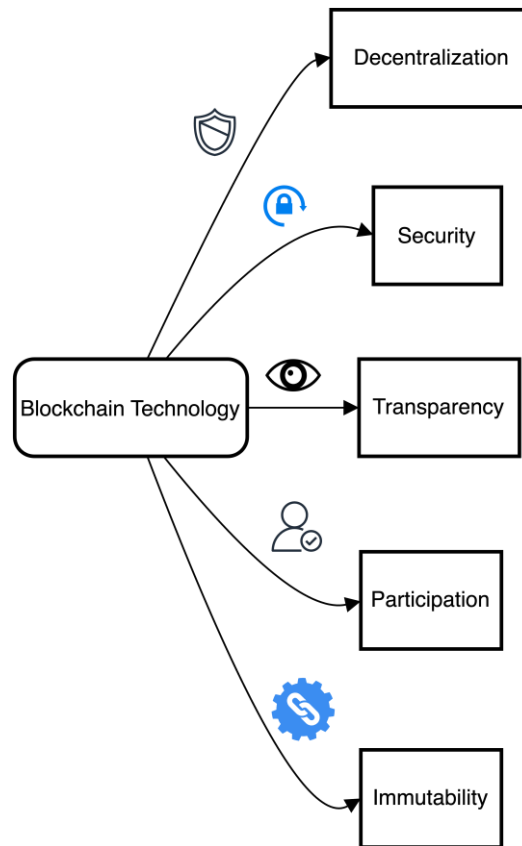 Decentralization
Security
Blockchain Technology
Transparency
Participation
Immutability